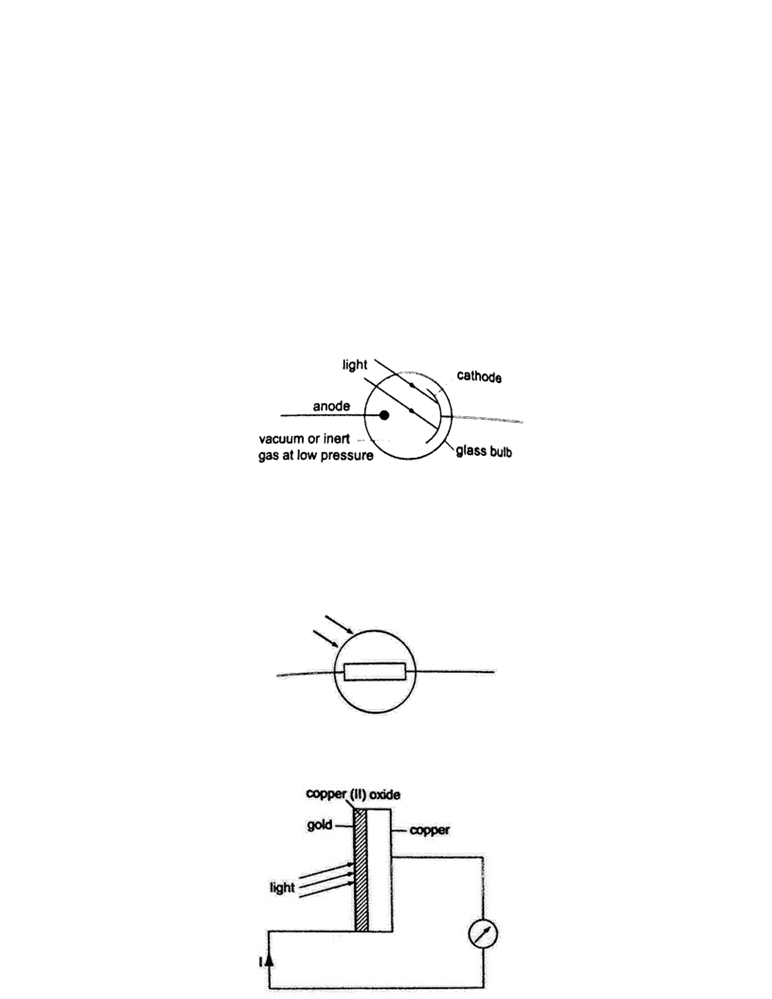 light
cathode
anode
vacuum or inert
gas at low pressure
glass bulb
copper (II) oxide
gold
copper
light
I